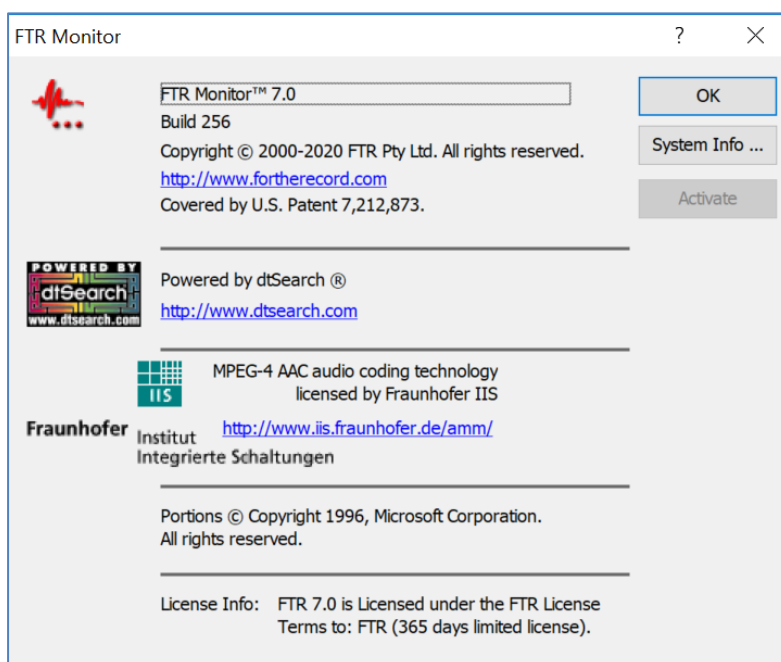 FTR Monitor
?
FTR Monitor™ 7.0
OK
Build 256
Copyright © 2000-2020 FTR Pty Ltd. All rights reserved.
System Info ...
http://www.fortherecord.com
Covered by U.S. Patent 7,212,873.
Activate
POWERED BY
dtSearch
www.dtsearch.com
Powered by dtSearch ®
http://www.dtsearch.com
IIS
MPEG-4 AAC audio coding technology
licensed by Fraunhofer IIS
Fraunhofer
Institut
Integrierte Schaltungen
http://www.iis.fraunhofer.de/amm/
Portions © Copyright 1996, Microsoft Corporation.
All rights reserved.
License Info: FTR 7.0 is Licensed under the FTR License
Terms to: FTR (365 days limited license).